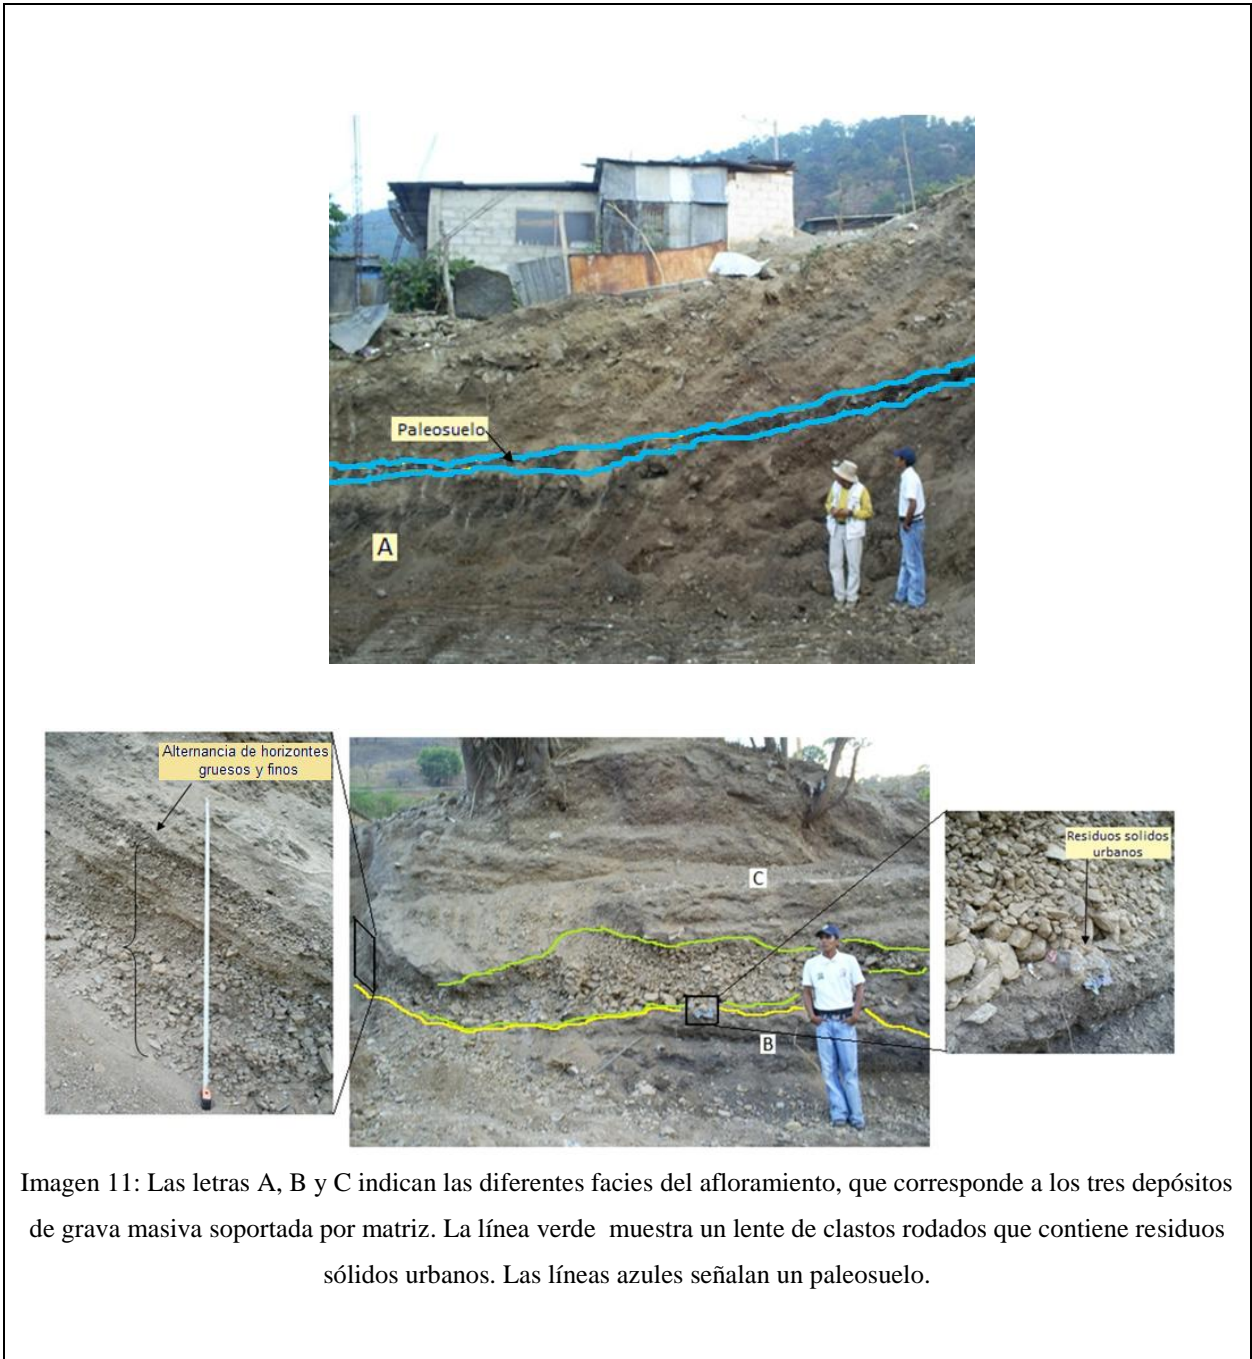 Paleosuelo
A
Alternancia de horizontes
gruesos y finos
C
B
Residuos solidos
urbanos
Imagen 11: Las letras A, B y C indican las diferentes facies del afloramiento, que corresponde a los tres depósitos
de grava masiva soportada por matriz. La línea verde  muestra un lente de clastos rodados que contiene residuos
sólidos urbanos. Las líneas azules señalan un paleosuelo.